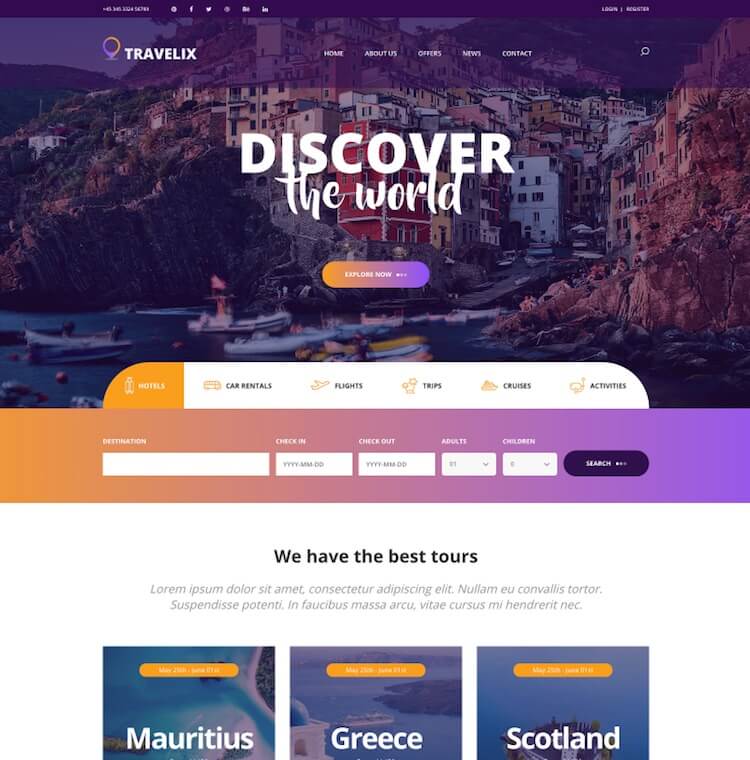 +45 345 3324 56789
LOGIN | REGISTER
TRAVELIX
HOME ABOUT US OFFERS NEWS CONTACT
DISCOVER
the world
EXPLORE NOW
HOTELS CAR RENTALS FLIGHTS TRIPS CRUISES ACTIVITIES
DESTINATION CHECK IN CHECK OUT ADULTS CHILDREN
YYYY-MM-DD YYYY-MM-DD 01 0 SEARCH
We have the best tours
Lorem ipsum dolor sit amet, consectetur adipiscing elit. Nullam eu convallis tortor.
Suspendisse potenti. In faucibus massa arcu, vitae cursus mi hendrerit nec.
May 25th - June 01st May 25th - June 01st May 25th - June 01st
Mauritius Greece Scotland